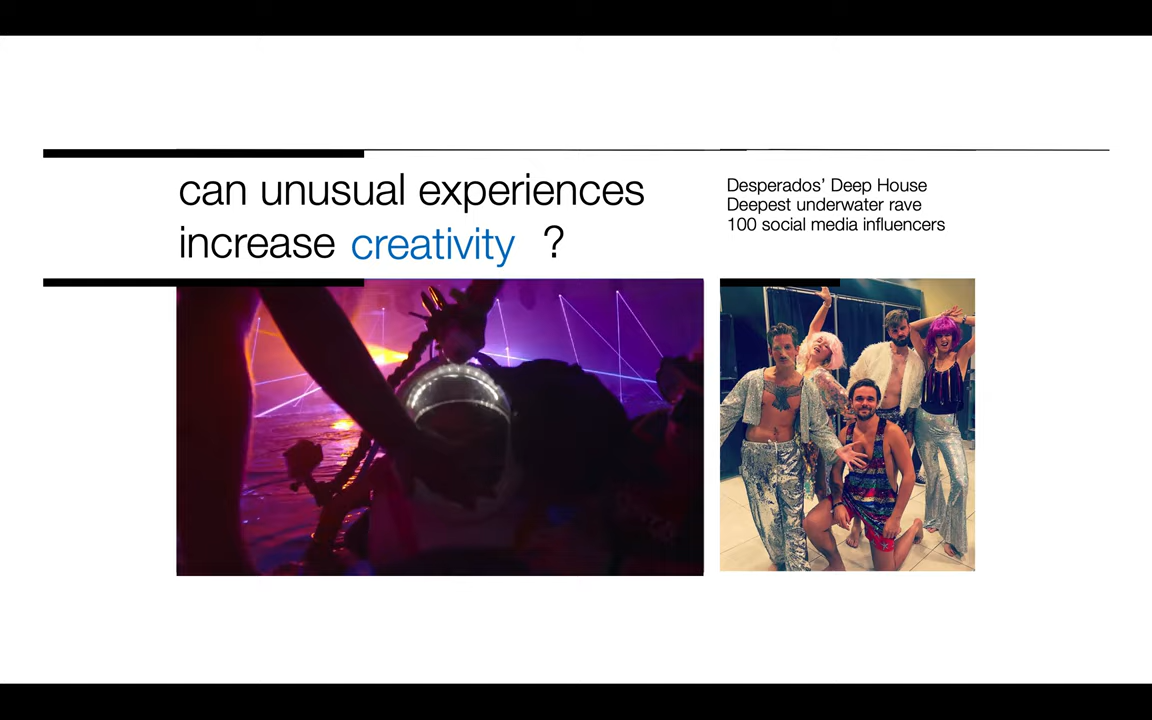 can unusual experiences
increase creativity ?
Desperados’ Deep House
Deepest underwater rave
100 social media influencers